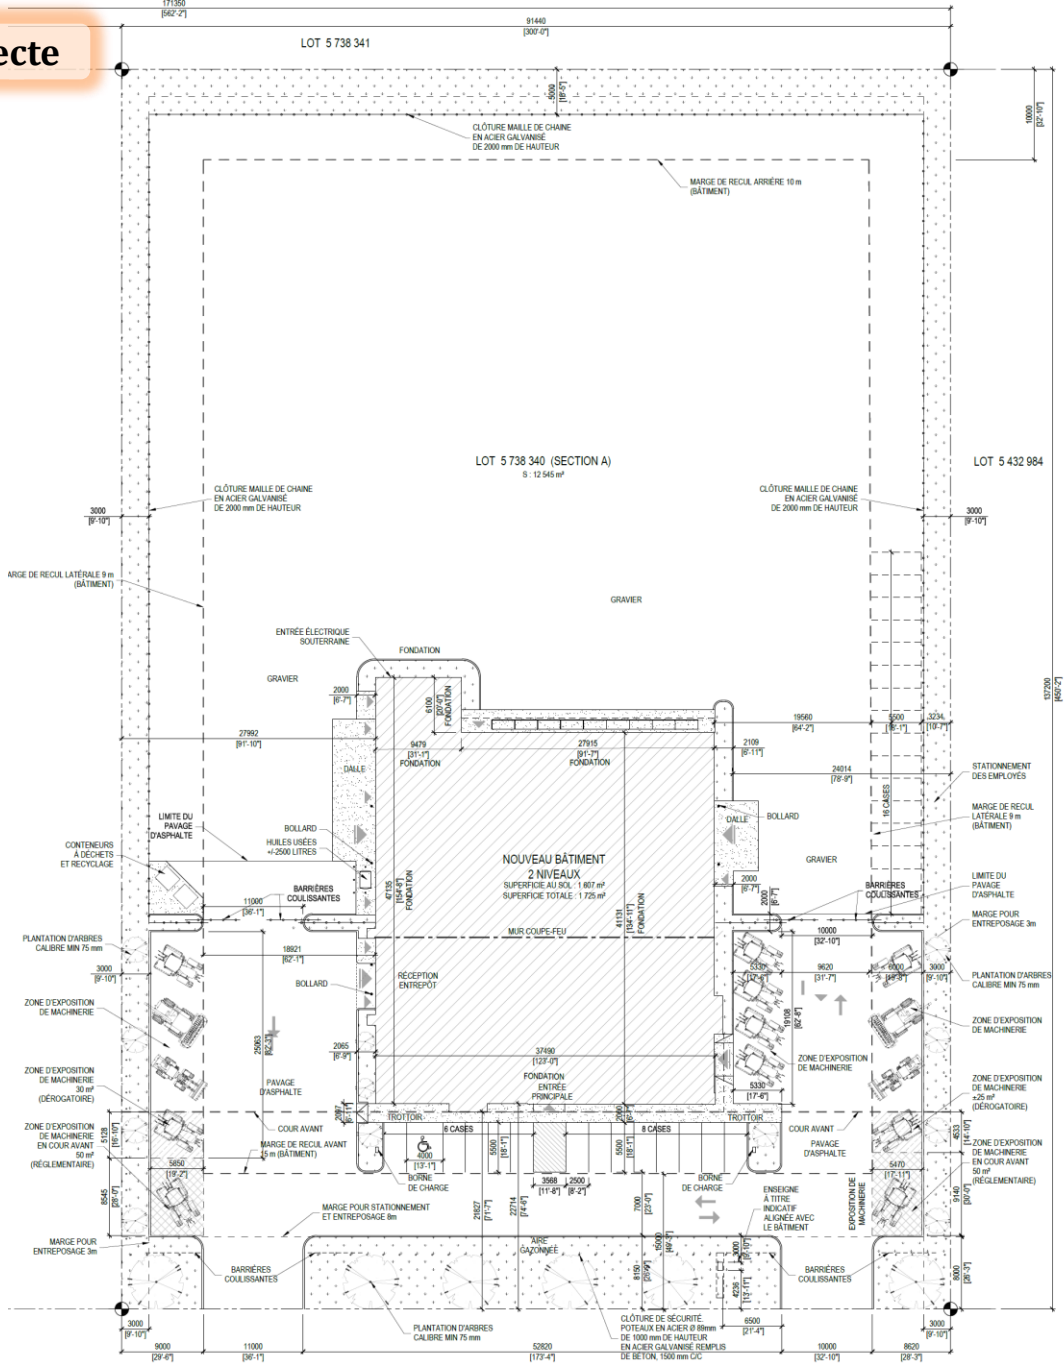 171350
[562'-2"]
91440
[300'-0"]
ecte
LOT 5 738 341
5000
[16'-5"]
10000
[32'-10"]
CLÔTURE MAILLE DE CHAINE
EN ACIER GALVANISÉ
DE 2000 mm DE HAUTEUR
MARGE DE RECUL ARRIÈRE 10 m
(BÂTIMENT)
LOT 5 738 340 (SECTION A)
S : 12 545 m²
LOT 5 432 984
CLÔTURE MAILLE DE CHAINE
EN ACIER GALVANISÉ
DE 2000 mm DE HAUTEUR
CLÔTURE MAILLE DE CHAINE
EN ACIER GALVANISÉ
DE 2000 mm DE HAUTEUR
3000
[9'-10"]
3000
[9'-10"]
ARGE DE RECUL LATÉRALE 9 m
(BÂTIMENT)
GRAVIER
ENTRÉE ÉLECTRIQUE
SOUTERRAINE
FONDATION
GRAVIER
137200
[450'-2"]
2000
[6'-7"]
6100
[20'-0"]
FONDATION
27992
[91'-10"]
9479
[31'-1"]
FONDATION
27915
[91'-7"]
FONDATION
19560
[64'-2"]
5500
[18'-1"]
3234
[10'-7"]
2109
[6'-11"]
24014
[78'-9"]
DALLE
STATIONNEMENT
DES EMPLOYÉS
16 CASES
MARGE DE RECUL
LATÉRALE 9 m
(BÂTIMENT)
LIMITE DU
PAVAGE
D'ASPHALTE
BOLLARD
HUILES USÉES
+/-2500 LITRES
DALLE
BOLLARD
CONTENEURS
À DÉCHETS
ET RECYCLAGE
NOUVEAU BÂTIMENT
2 NIVEAUX
SUPERFICIE AU SOL : 1 607 m²
SUPERFICIE TOTALE : 1 725 m²
GRAVIER
47135
[154'-8"]
FONDATION
41131
[134'-11"]
FONDATION
2000
[6'-7"]
2000
[6'-7"]
LIMITE DU
PAVAGE
D'ASPHALTE
BARRIÈRES
COULISSANTES
11000
[36'-1"]
BARRIÈRES
COULISSANTES
MARGE POUR
ENTREPOSAGE 3m
MUR COUPE-FEU
10000
[32'-10"]
PLANTATION D'ARBRES
CALIBRE MIN 75 mm
18921
[62'-1"]
3000
[9'-10"]
RÉCEPTION
ENTREPÔT
BOLLARD
5330
[17'-6"]
9620
[31'-7"]
6000
[19'-8"]
3000
[9'-10"]
PLANTATION D'ARBRES
CALIBRE MIN 75 mm
ZONE D'EXPOSITION
DE MACHINERIE
19108
[62'-8"]
ZONE D'EXPOSITION
DE MACHINERIE
25063
[82'-3"]
2065
[6'-9"]
37490
[123'-0"]
FONDATION
ENTRÉE
PRINCIPALE
ZONE D'EXPOSITION
DE MACHINERIE
ZONE D'EXPOSITION
DE MACHINERIE
30 m²
(DÉROGATOIRE)
PAVAGE
D'ASPHALTE
5330
[17'-6"]
ZONE D'EXPOSITION
DE MACHINERIE
±25 m²
(DÉROGATOIRE)
TROTTOIR
TROTTOIR
COUR AVANT
6 CASES
8 CASES
COUR AVANT
ZONE D'EXPOSITION
DE MACHINERIE
EN COUR AVANT
50 m²
(RÉGLEMENTAIRE)
5128
[16'-10"]
MARGE DE RECUL AVANT
15 m (BÂTIMENT)
5500
[18'-1"]
5500
[18'-1"]
PAVAGE
D'ASPHALTE
4533
[14'-10"]
ZONE D'EXPOSITION
DE MACHINERIE
EN COUR AVANT
50 m²
(RÉGLEMENTAIRE)
4000
[13'-1"]
5850
[19'-2"]
5470
[17'-11"]
BORNE
DE CHARGE
3568
[11'-8"]
2500
[8'-2"]
BORNE
DE CHARGE
8545
[28'-0"]
9140
[30'-0"]
MARGE POUR STATIONNEMENT
ET ENTREPOSAGE 8m
21827
[71'-7"]
22714
[74'-6"]
7000
[23'-0"]
15000
[49'-3"]
ENSEIGNE
À TITRE
INDICATIF
ALIGNÉE AVEC
LE BÂTIMENT
EXPOSITION DE
MACHINERIE
MARGE POUR
ENTREPOSAGE 3m
AIRE
GAZONNÉE
3000
[9'-10"]
BARRIÈRES
COULISSANTES
8150
[26'-9"]
4236
[13'-11"]
BARRIÈRES
COULISSANTES
8000
[26'-3"]
PLANTATION D'ARBRES
CALIBRE MIN 75 mm
CLÔTURE DE SÉCURITÉ.
POTEAUX EN ACIER Ø 89mm
DE 1000 mm DE HAUTEUR
EN ACIER GALVANISÉ REMPLIS
DE BÉTON, 1500 mm C/C
6500
[21'-4"]
3000
[9'-10"]
3000
[9'-10"]
9000
[29'-6"]
11000
[36'-1"]
52820
[173'-4"]
10000
[32'-10"]
8620
[28'-3"]